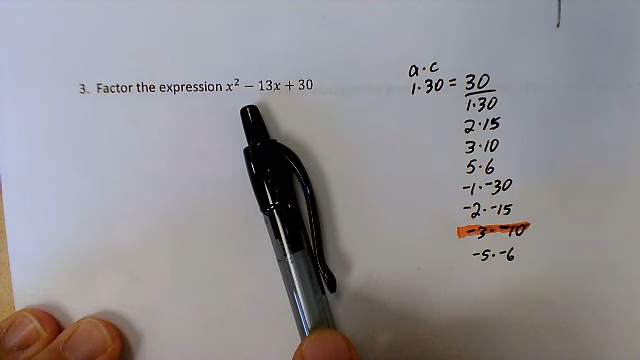 3. Factor the expression x² − 13x + 30
a·c
1·30 = 30
1·30
2·15
3·10
5·6
-1·-30
-2·-15
-3·-10
-5·-6